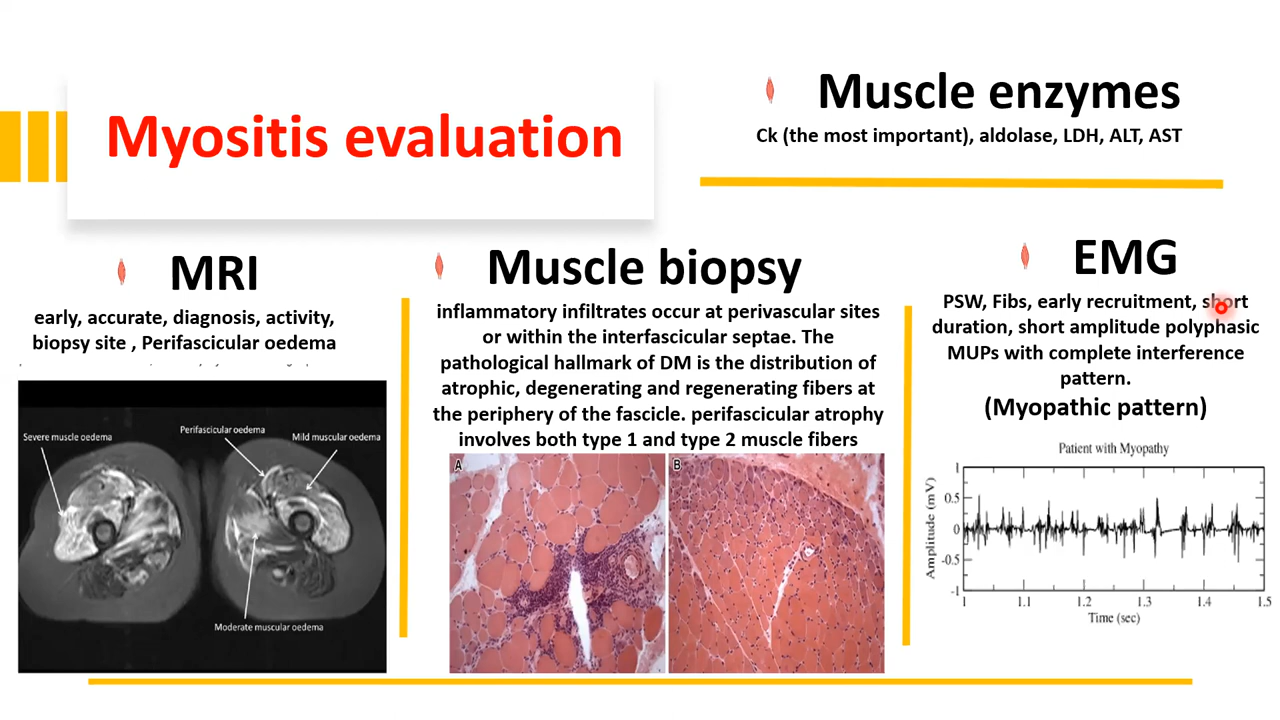 Myositis evaluation
Muscle enzymes
Ck (the most important), aldolase, LDH, ALT, AST
MRI
early, accurate, diagnosis, activity,
biopsy site , Perifascicular oedema
Severe muscle oedema
Perifascicular oedema
Mild muscular oedema
Moderate muscular oedema
Muscle biopsy
inflammatory infiltrates occur at perivascular sites
or within the interfascicular septae. The
pathological hallmark of DM is the distribution of
atrophic, degenerating and regenerating fibers at
the periphery of the fascicle. perifascicular atrophy
involves both type 1 and type 2 muscle fibers
A
B
EMG
PSW, Fibs, early recruitment, short
duration, short amplitude polyphasic
MUPs with complete interference
pattern.
(Myopathic pattern)
Patient with Myopathy
Amplitude (mV)
1
0.5
0
-0.5
-1
1 1.1 1.2 1.3 1.4 1.5
Time (sec)